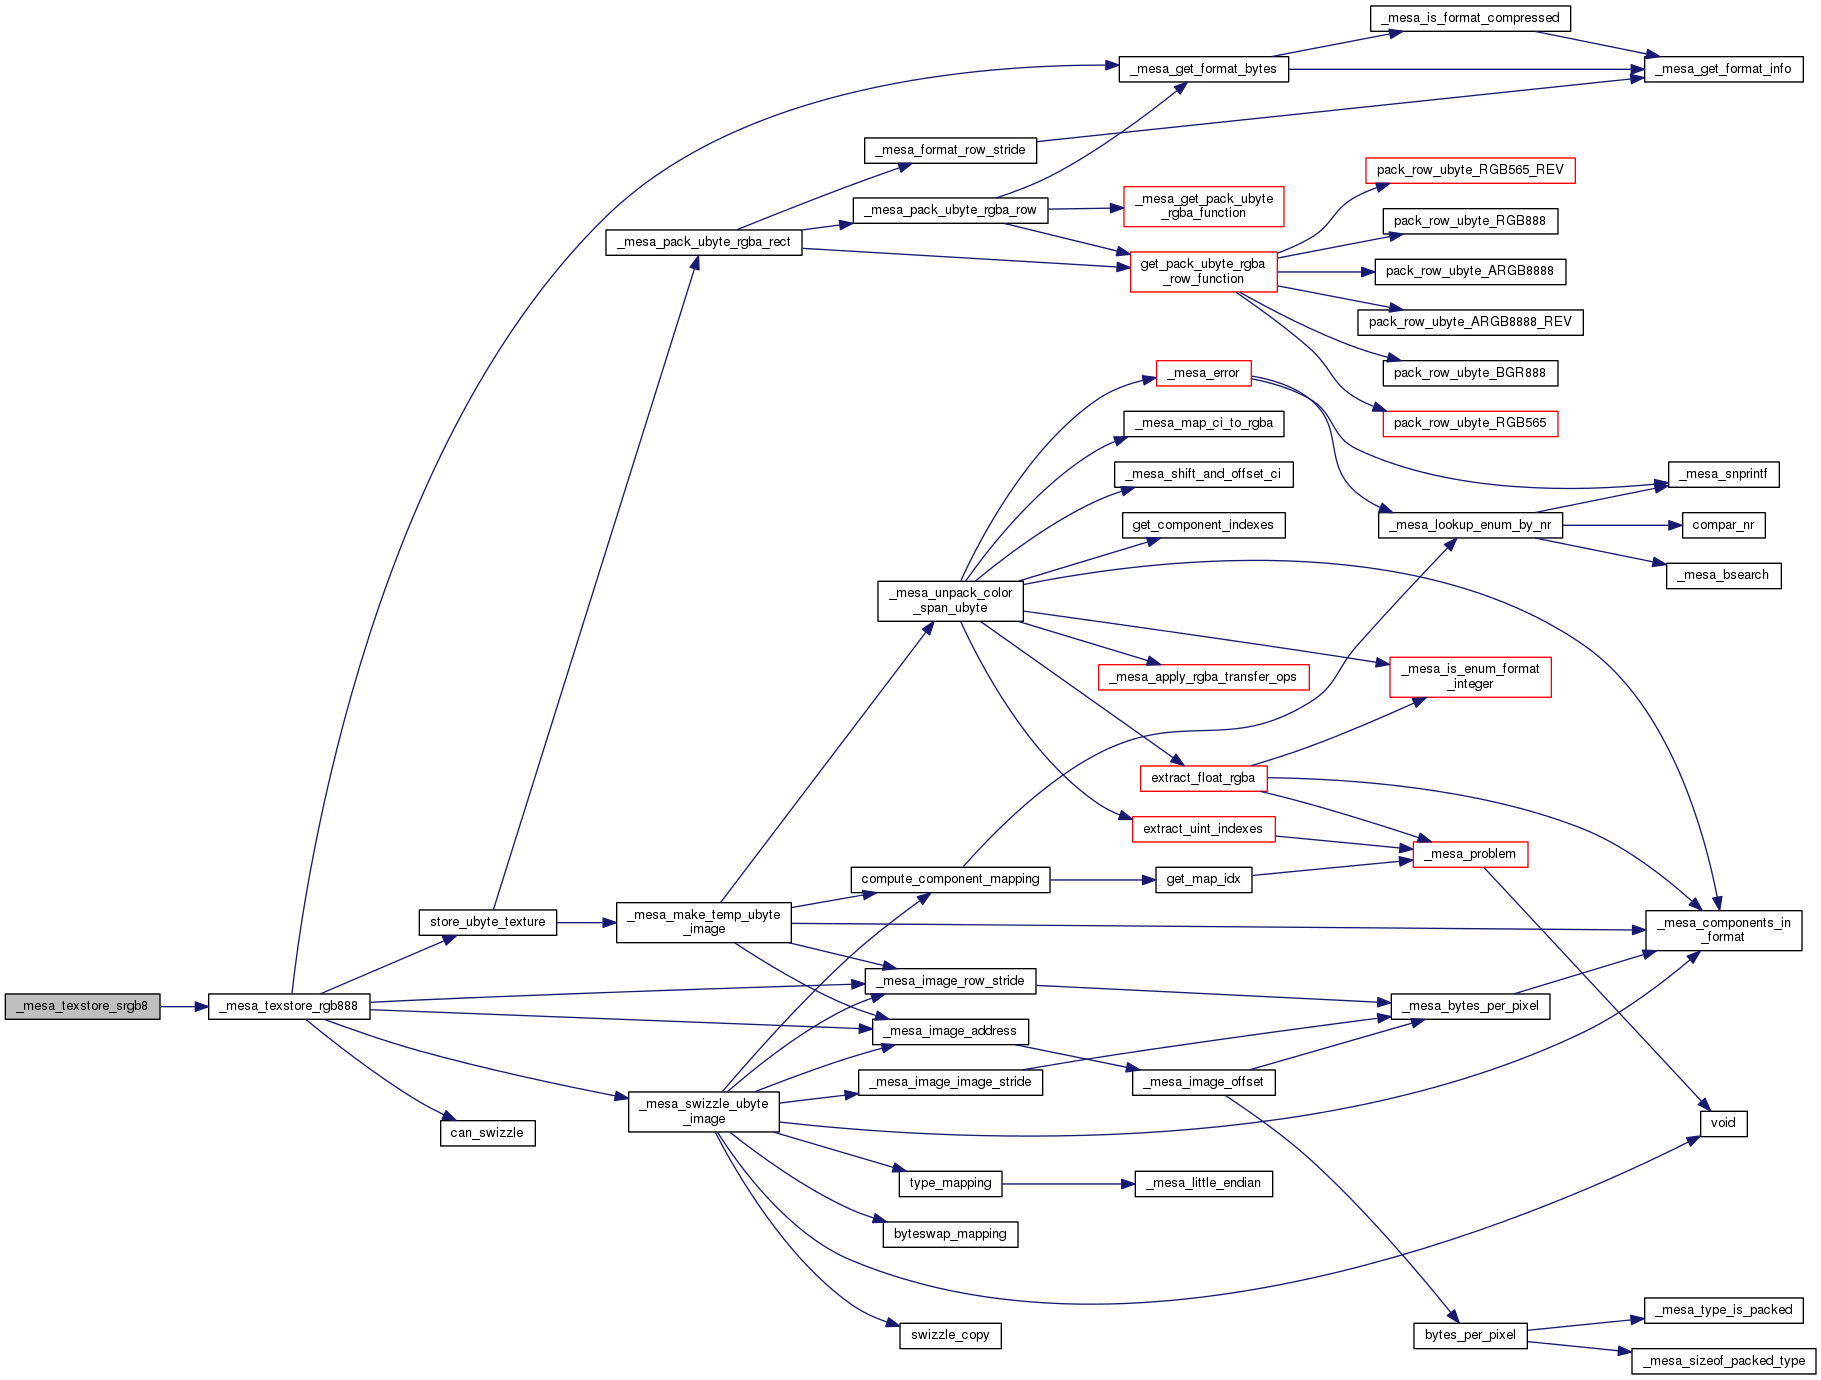 _mesa_is_format_compressed
_mesa_get_format_bytes
_mesa_get_format_info
_mesa_format_row_stride
pack_row_ubyte_RGB565_REV
_mesa_get_pack_ubyte
_rgba_function
_mesa_pack_ubyte_rgba_row
pack_row_ubyte_RGB888
_mesa_pack_ubyte_rgba_rect
get_pack_ubyte_rgba
_row_function
pack_row_ubyte_ARGB8888
pack_row_ubyte_ARGB8888_REV
_mesa_error
pack_row_ubyte_BGR888
_mesa_map_ci_to_rgba
pack_row_ubyte_RGB565
_mesa_shift_and_offset_ci
_mesa_snprintf
get_component_indexes
_mesa_lookup_enum_by_nr
compar_nr
_mesa_bsearch
_mesa_unpack_color
_span_ubyte
_mesa_apply_rgba_transfer_ops
_mesa_is_enum_format
_integer
extract_float_rgba
extract_uint_indexes
_mesa_problem
compute_component_mapping
get_map_idx
store_ubyte_texture
_mesa_make_temp_ubyte
_image
_mesa_components_in
_format
_mesa_image_row_stride
_mesa_texstore_srgb8
_mesa_texstore_rgb888
_mesa_bytes_per_pixel
_mesa_image_address
_mesa_image_image_stride
_mesa_image_offset
_mesa_swizzle_ubyte
_image
can_swizzle
void
type_mapping
_mesa_little_endian
byteswap_mapping
swizzle_copy
bytes_per_pixel
_mesa_type_is_packed
_mesa_sizeof_packed_type